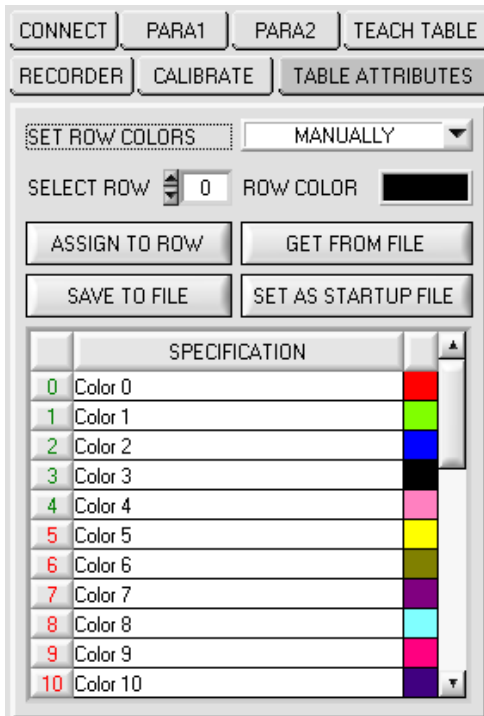 CONNECT PARA1 PARA2 TEACH TABLE
RECORDER CALIBRATE TABLE ATTRIBUTES
SET ROW COLORS MANUALLY
SELECT ROW 0 ROW COLOR
ASSIGN TO ROW GET FROM FILE
SAVE TO FILE SET AS STARTUP FILE
SPECIFICATION
0 Color 0
1 Color 1
2 Color 2
3 Color 3
4 Color 4
5 Color 5
6 Color 6
7 Color 7
8 Color 8
9 Color 9
10 Color 10